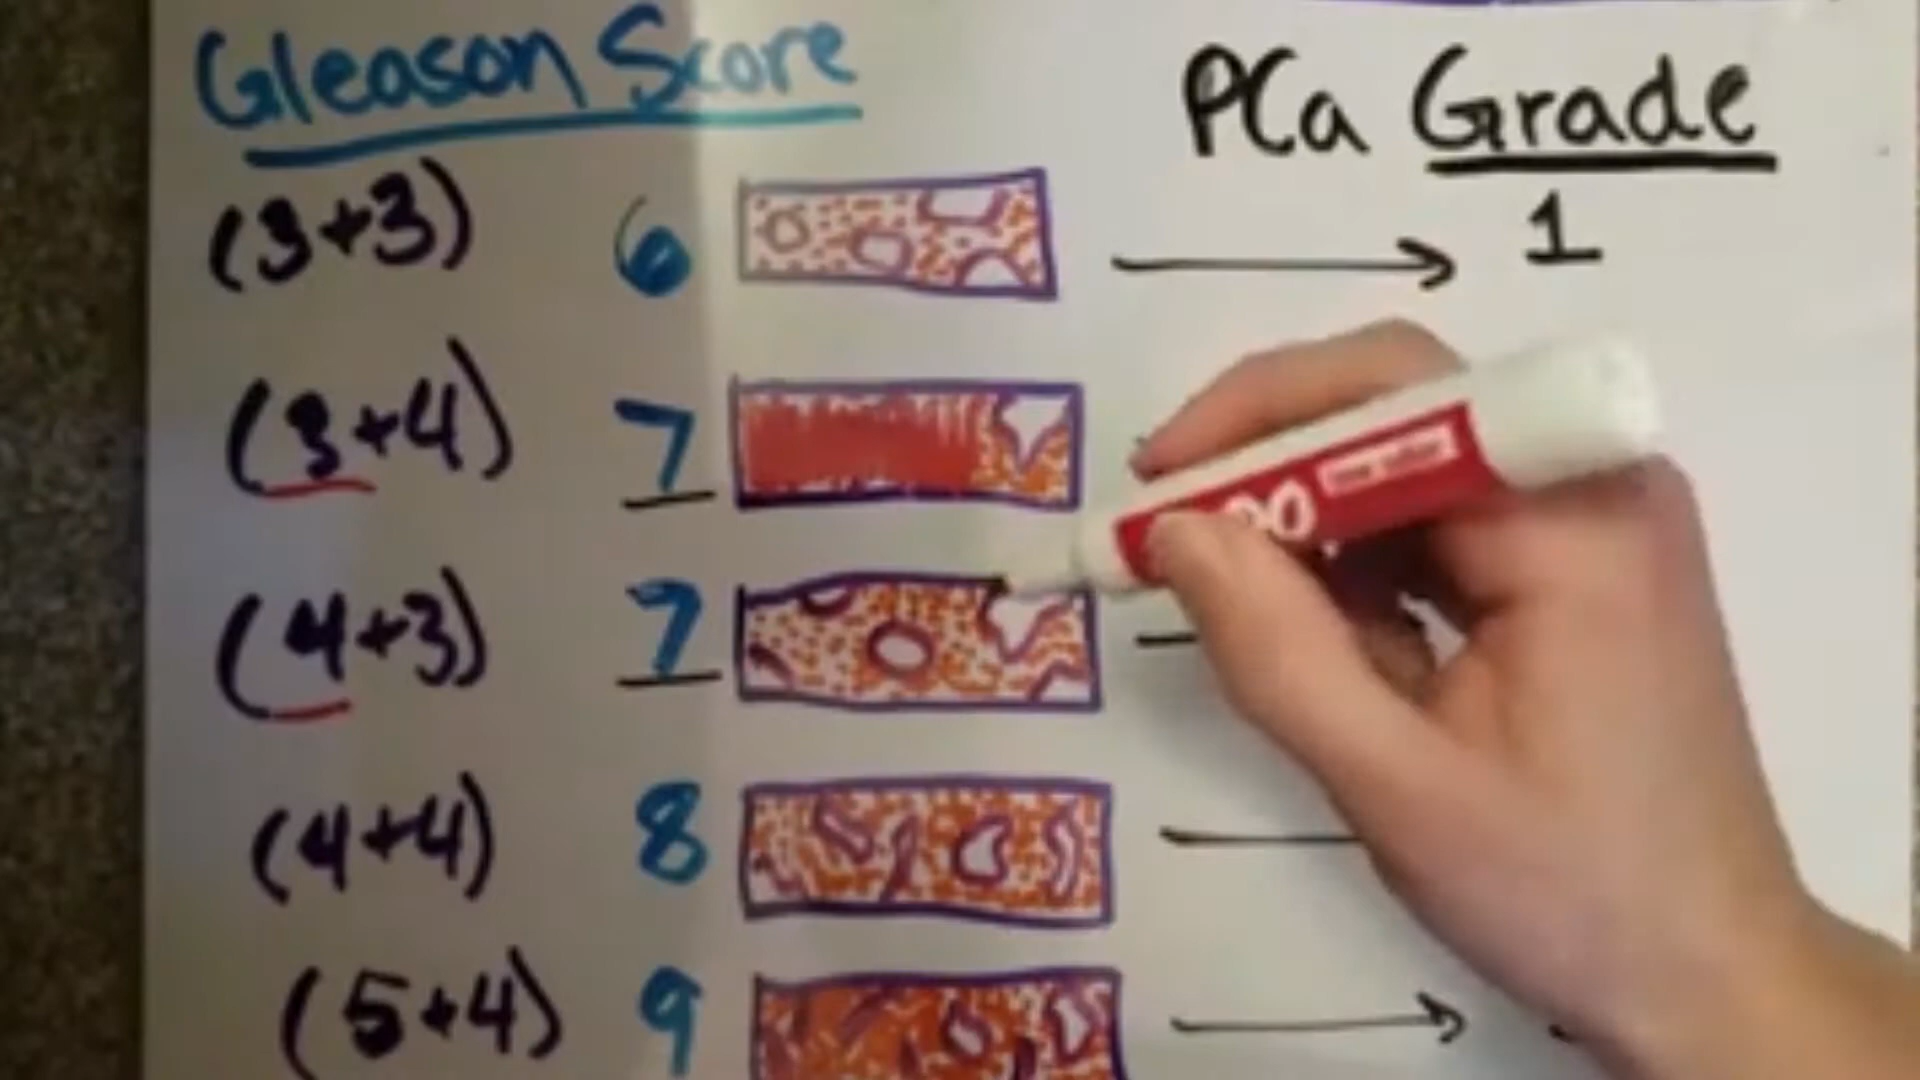 Gleason Score
PCa Grade
(3+3) 6 → 1
(3+4) 7
(4+3) 7
(4+4) 8
(5+4) 9 →